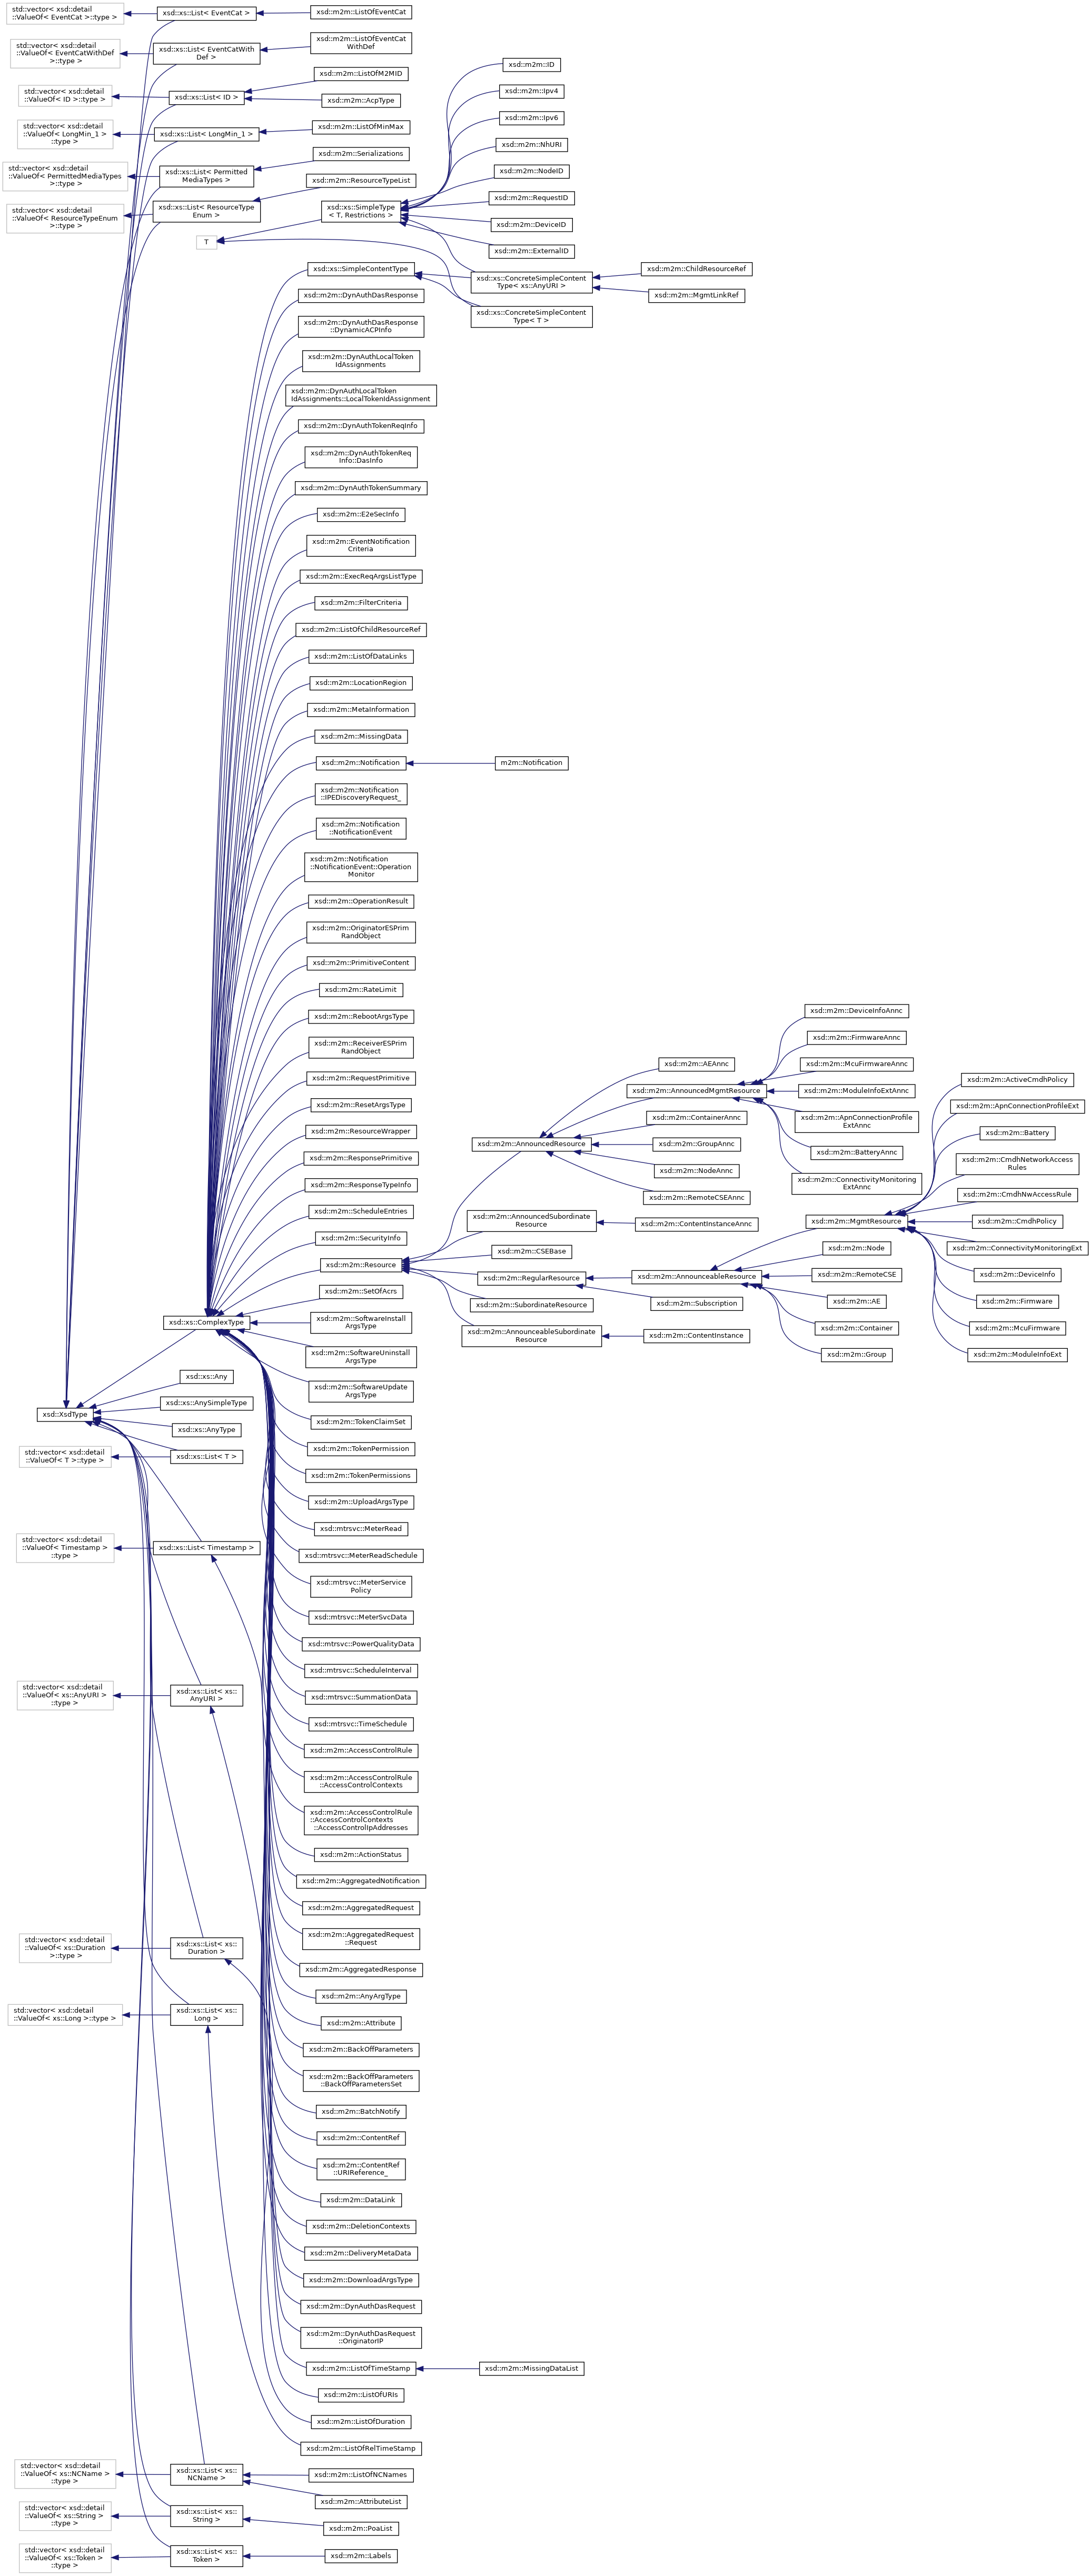 std::vector< xsd::detail
::ValueOf< EventCat >::type >
xsd::xs::List< EventCat >
xsd::m2m::ListOfEventCat
std::vector< xsd::detail
::ValueOf< EventCatWithDef
>::type >
xsd::xs::List< EventCatWith
Def >
xsd::m2m::ListOfEventCat
WithDef
std::vector< xsd::detail
::ValueOf< ID >::type >
xsd::xs::List< ID >
xsd::m2m::ListOfM2MID
xsd::m2m::AcpType
std::vector< xsd::detail
::ValueOf< LongMin_1 >
::type >
xsd::xs::List< LongMin_1 >
xsd::m2m::ListOfMinMax
std::vector< xsd::detail
::ValueOf< PermittedMediaTypes
>::type >
xsd::xs::List< Permitted
MediaTypes >
xsd::m2m::Serializations
std::vector< xsd::detail
::ValueOf< ResourceTypeEnum
>::type >
xsd::xs::List< ResourceType
Enum >
xsd::m2m::ResourceTypeList
T
xsd::xs::SimpleType
< T, Restrictions >
xsd::m2m::ID
xsd::m2m::Ipv4
xsd::m2m::Ipv6
xsd::m2m::NhURI
xsd::m2m::NodeID
xsd::m2m::RequestID
xsd::m2m::DeviceID
xsd::m2m::ExternalID
xsd::xs::ConcreteSimpleContent
Type< xs::AnyURI >
xsd::m2m::ChildResourceRef
xsd::m2m::MgmtLinkRef
xsd::xs::ConcreteSimpleContent
Type< T >
xsd::xs::SimpleContentType
xsd::m2m::DynAuthDasResponse
xsd::m2m::DynAuthDasResponse
::DynamicACPInfo
xsd::m2m::DynAuthLocalToken
IdAssignments
xsd::m2m::DynAuthLocalToken
IdAssignments::LocalTokenIdAssignment
xsd::m2m::DynAuthTokenReqInfo
xsd::m2m::DynAuthTokenReq
Info::DasInfo
xsd::m2m::DynAuthTokenSummary
xsd::m2m::E2eSecInfo
xsd::m2m::EventNotification
Criteria
xsd::m2m::ExecReqArgsListType
xsd::m2m::FilterCriteria
xsd::m2m::ListOfChildResourceRef
xsd::m2m::ListOfDataLinks
xsd::m2m::LocationRegion
xsd::m2m::MetaInformation
xsd::m2m::MissingData
xsd::m2m::Notification
m2m::Notification
xsd::m2m::Notification
::IPEDiscoveryRequest_
xsd::m2m::Notification
::NotificationEvent
xsd::m2m::Notification
::NotificationEvent::Operation
Monitor
xsd::m2m::OperationResult
xsd::m2m::OriginatorESPrim
RandObject
xsd::m2m::PrimitiveContent
xsd::m2m::RateLimit
xsd::m2m::RebootArgsType
xsd::m2m::ReceiverESPrim
RandObject
xsd::m2m::RequestPrimitive
xsd::m2m::ResetArgsType
xsd::m2m::ResourceWrapper
xsd::m2m::ResponsePrimitive
xsd::m2m::ResponseTypeInfo
xsd::m2m::ScheduleEntries
xsd::m2m::SecurityInfo
xsd::m2m::Resource
xsd::m2m::AnnouncedResource
xsd::m2m::AEAnnc
xsd::m2m::AnnouncedMgmtResource
xsd::m2m::DeviceInfoAnnc
xsd::m2m::FirmwareAnnc
xsd::m2m::McuFirmwareAnnc
xsd::m2m::ModuleInfoExtAnnc
xsd::m2m::ApnConnectionProfile
ExtAnnc
xsd::m2m::BatteryAnnc
xsd::m2m::ConnectivityMonitoring
ExtAnnc
xsd::m2m::ContainerAnnc
xsd::m2m::GroupAnnc
xsd::m2m::NodeAnnc
xsd::m2m::RemoteCSEAnnc
xsd::m2m::AnnouncedSubordinate
Resource
xsd::m2m::ContentInstanceAnnc
xsd::m2m::CSEBase
xsd::m2m::RegularResource
xsd::m2m::AnnounceableResource
xsd::m2m::MgmtResource
xsd::m2m::ActiveCmdhPolicy
xsd::m2m::ApnConnectionProfileExt
xsd::m2m::Battery
xsd::m2m::CmdhNetworkAccess
Rules
xsd::m2m::CmdhNwAccessRule
xsd::m2m::CmdhPolicy
xsd::m2m::ConnectivityMonitoringExt
xsd::m2m::DeviceInfo
xsd::m2m::Firmware
xsd::m2m::McuFirmware
xsd::m2m::ModuleInfoExt
xsd::m2m::Node
xsd::m2m::RemoteCSE
xsd::m2m::AE
xsd::m2m::Container
xsd::m2m::Group
xsd::m2m::Subscription
xsd::m2m::SubordinateResource
xsd::m2m::AnnounceableSubordinate
Resource
xsd::m2m::ContentInstance
xsd::m2m::SetOfAcrs
xsd::xs::ComplexType
xsd::m2m::SoftwareInstall
ArgsType
xsd::m2m::SoftwareUninstall
ArgsType
xsd::m2m::SoftwareUpdate
ArgsType
xsd::XsdType
xsd::xs::Any
xsd::xs::AnySimpleType
xsd::xs::AnyType
std::vector< xsd::detail
::ValueOf< T >::type >
xsd::xs::List< T >
xsd::m2m::TokenClaimSet
xsd::m2m::TokenPermission
xsd::m2m::TokenPermissions
xsd::m2m::UploadArgsType
xsd::mtrsvc::MeterRead
std::vector< xsd::detail
::ValueOf< Timestamp >
::type >
xsd::xs::List< Timestamp >
xsd::mtrsvc::MeterReadSchedule
xsd::mtrsvc::MeterService
Policy
xsd::mtrsvc::MeterSvcData
xsd::mtrsvc::PowerQualityData
xsd::mtrsvc::ScheduleInterval
std::vector< xsd::detail
::ValueOf< xs::AnyURI >
::type >
xsd::xs::List< xs::
AnyURI >
xsd::mtrsvc::SummationData
xsd::mtrsvc::TimeSchedule
xsd::m2m::AccessControlRule
xsd::m2m::AccessControlRule
::AccessControlContexts
xsd::m2m::AccessControlRule
::AccessControlContexts
::AccessControlIpAddresses
xsd::m2m::ActionStatus
xsd::m2m::AggregatedNotification
xsd::m2m::AggregatedRequest
xsd::m2m::AggregatedRequest
::Request
std::vector< xsd::detail
::ValueOf< xs::Duration
>::type >
xsd::xs::List< xs::
Duration >
xsd::m2m::AggregatedResponse
xsd::m2m::AnyArgType
std::vector< xsd::detail
::ValueOf< xs::Long >::type >
xsd::xs::List< xs::
Long >
xsd::m2m::Attribute
xsd::m2m::BackOffParameters
xsd::m2m::BackOffParameters
::BackOffParametersSet
xsd::m2m::BatchNotify
xsd::m2m::ContentRef
xsd::m2m::ContentRef
::URIReference_
xsd::m2m::DataLink
xsd::m2m::DeletionContexts
xsd::m2m::DeliveryMetaData
xsd::m2m::DownloadArgsType
xsd::m2m::DynAuthDasRequest
xsd::m2m::DynAuthDasRequest
::OriginatorIP
xsd::m2m::ListOfTimeStamp
xsd::m2m::MissingDataList
xsd::m2m::ListOfURIs
xsd::m2m::ListOfDuration
xsd::m2m::ListOfRelTimeStamp
std::vector< xsd::detail
::ValueOf< xs::NCName >
::type >
xsd::xs::List< xs::
NCName >
xsd::m2m::ListOfNCNames
xsd::m2m::AttributeList
std::vector< xsd::detail
::ValueOf< xs::String >
::type >
xsd::xs::List< xs::
String >
xsd::m2m::PoaList
std::vector< xsd::detail
::ValueOf< xs::Token >
::type >
xsd::xs::List< xs::
Token >
xsd::m2m::Labels